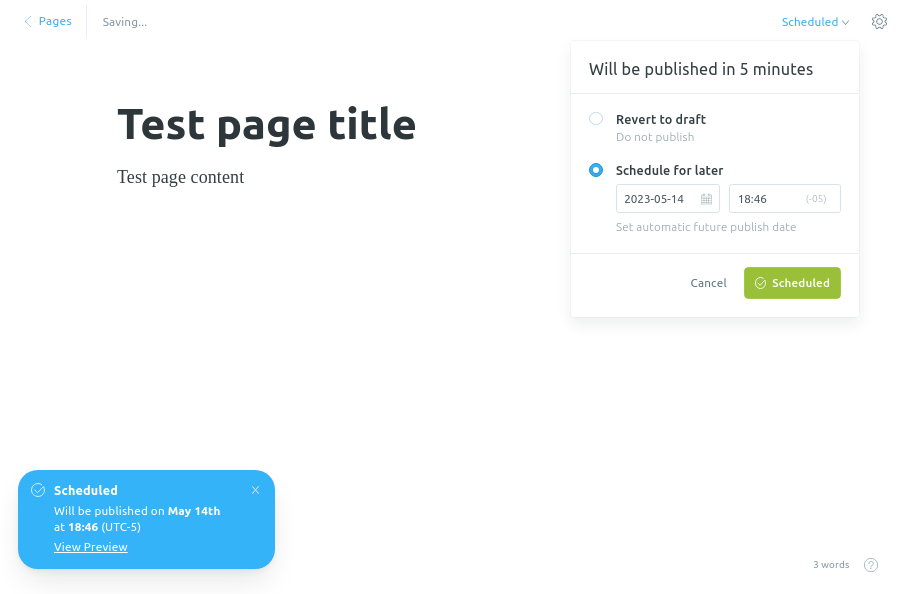 Pages
Saving...
Scheduled
Will be published in 5 minutes
Revert to draft
Do not publish
Schedule for later
2023-05-14
18:46 (-05)
Set automatic future publish date
Cancel
Scheduled
Test page title
Test page content
Scheduled
Will be published on May 14th
at 18:46 (UTC-5)
View Preview
3 words
?